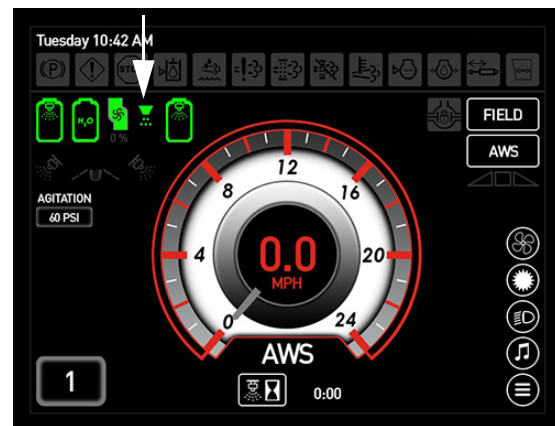 Tuesday 10:42 AM
(P) STOP
H₂O
0 %
FIELD
AWS
AGITATION
60 PSI
0 4 8 12 16 20 24
0.0
MPH
AWS
1
0:00